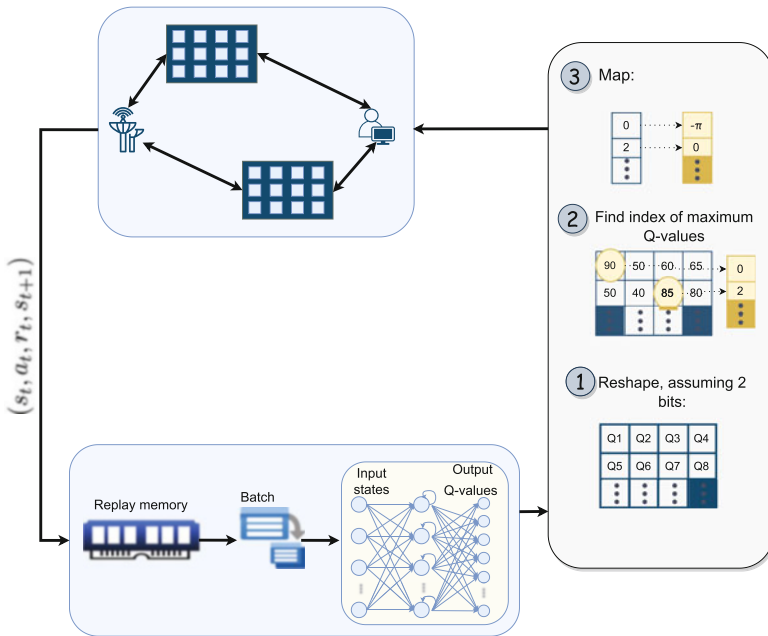 3 Map:
0 -π
2 0
2 Find index of maximum
Q-values
90 50 60 65 0
50 40 85 80 2
1 Reshape, assuming 2
bits:
Q1 Q2 Q3 Q4
Q5 Q6 Q7 Q8
(s_t, a_t, r_t, s_{t+1})
Replay memory
Batch
Input
states
Output
Q-values